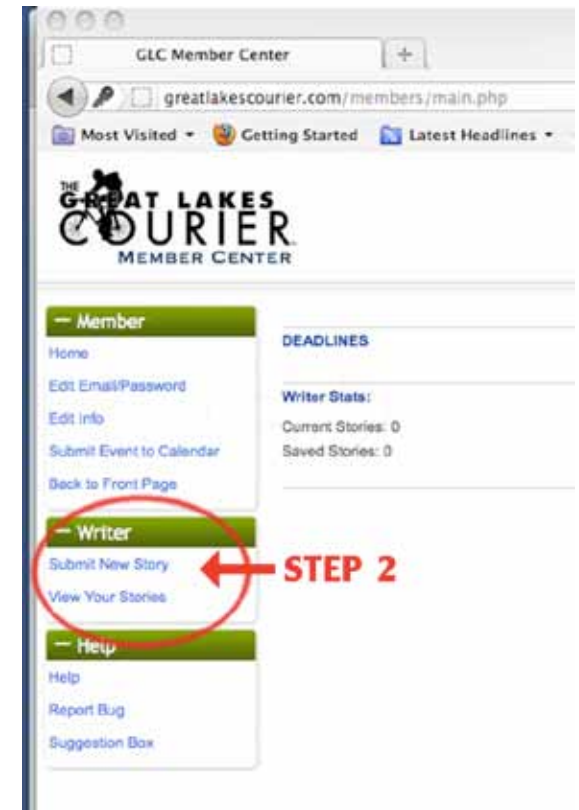 GLC Member Center
+
greatlakescourier.com/members/main.php
Most Visited
Getting Started
Latest Headlines
THE
GREAT LAKES
COURIER
MEMBER CENTER
— Member
Home
Edit Email/Password
Edit Info
Submit Event to Calendar
Back to Front Page
DEADLINES
Writer Stats:
Current Stories: 0
Saved Stories: 0
— Writer
Submit New Story
View Your Stories
STEP 2
— Help
Help
Report Bug
Suggestion Box